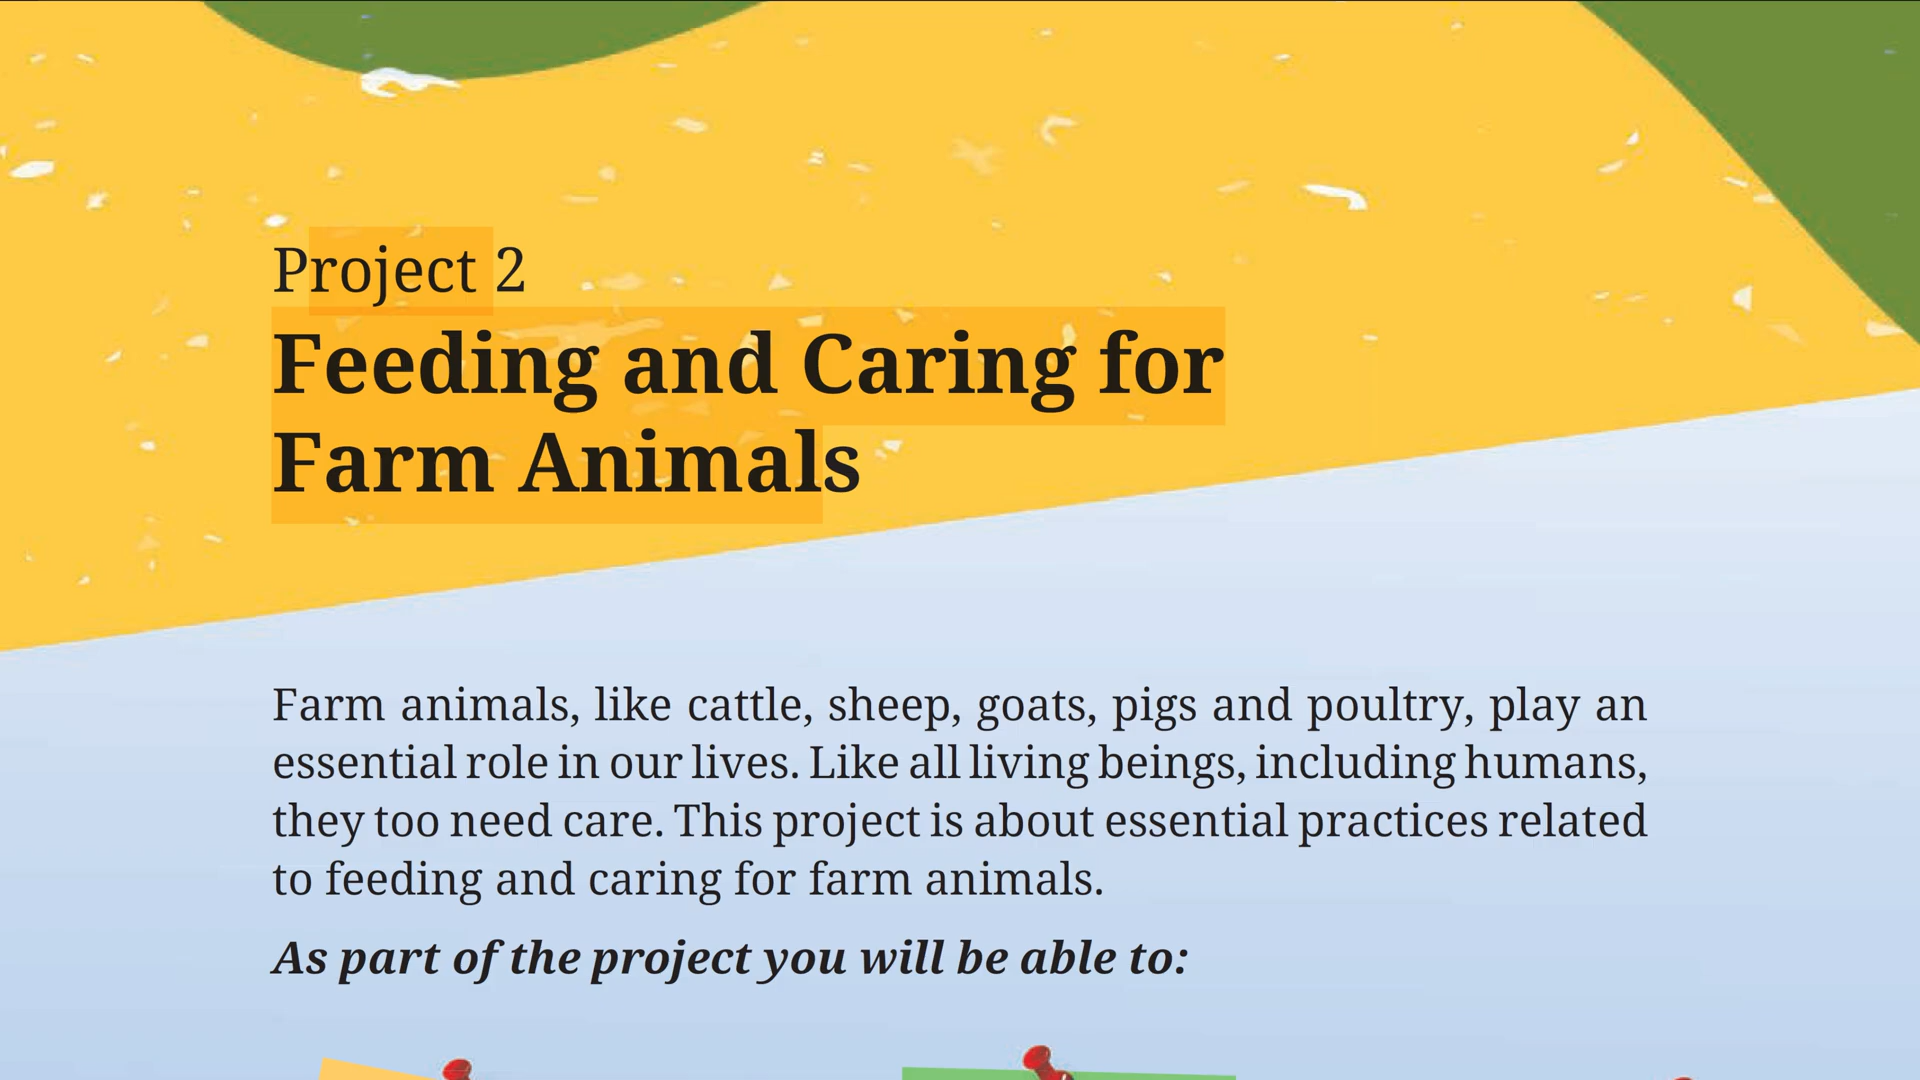 Project 2
Feeding and Caring for
Farm Animals
Farm animals, like cattle, sheep, goats, pigs and poultry, play an
essential role in our lives. Like all living beings, including humans,
they too need care. This project is about essential practices related
to feeding and caring for farm animals.
As part of the project you will be able to: